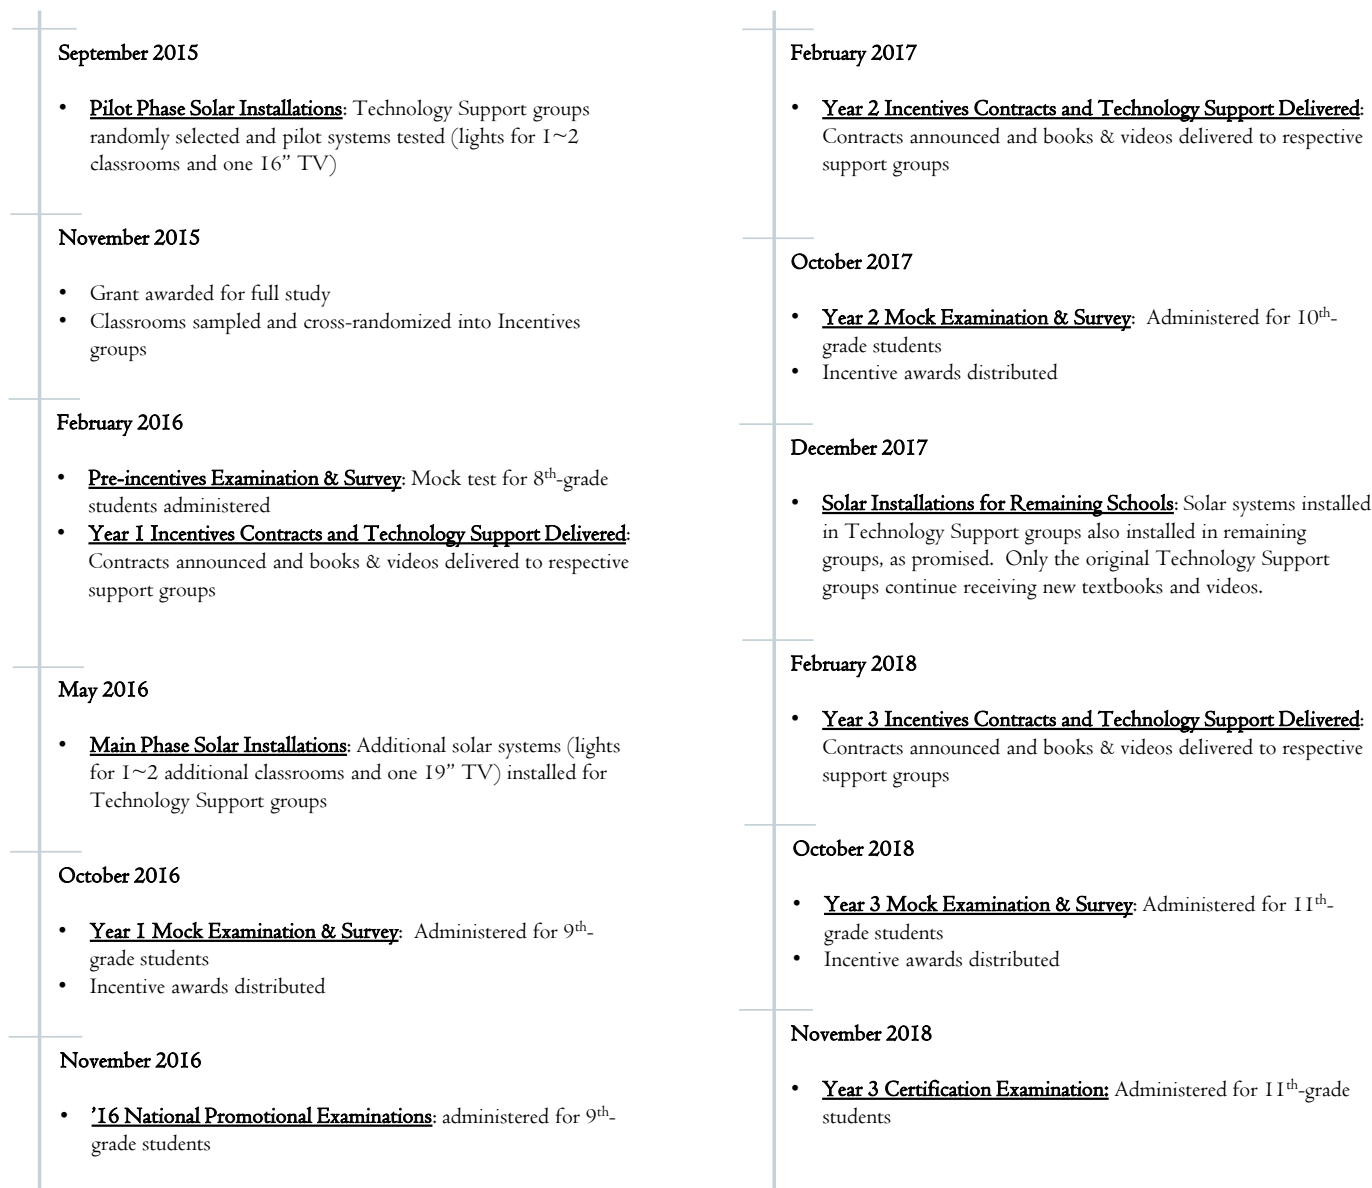 September 2015
• Pilot Phase Solar Installations: Technology Support groups
randomly selected and pilot systems tested (lights for 1~2
classrooms and one 16” TV)
November 2015
• Grant awarded for full study
• Classrooms sampled and cross-randomized into Incentives
groups
February 2016
• Pre-incentives Examination & Survey: Mock test for 8th-grade
students administered
• Year 1 Incentives Contracts and Technology Support Delivered:
Contracts announced and books & videos delivered to respective
support groups
May 2016
• Main Phase Solar Installations: Additional solar systems (lights
for 1~2 additional classrooms and one 19” TV) installed for
Technology Support groups
October 2016
• Year 1 Mock Examination & Survey: Administered for 9th-
grade students
• Incentive awards distributed
November 2016
• ’16 National Promotional Examinations: administered for 9th-
grade students
February 2017
• Year 2 Incentives Contracts and Technology Support Delivered:
Contracts announced and books & videos delivered to respective
support groups
October 2017
• Year 2 Mock Examination & Survey: Administered for 10th-
grade students
• Incentive awards distributed
December 2017
• Solar Installations for Remaining Schools: Solar systems installed
in Technology Support groups also installed in remaining
groups, as promised. Only the original Technology Support
groups continue receiving new textbooks and videos.
February 2018
• Year 3 Incentives Contracts and Technology Support Delivered:
Contracts announced and books & videos delivered to respective
support groups
October 2018
• Year 3 Mock Examination & Survey: Administered for 11th-
grade students
• Incentive awards distributed
November 2018
• Year 3 Certification Examination: Administered for 11th-grade
students